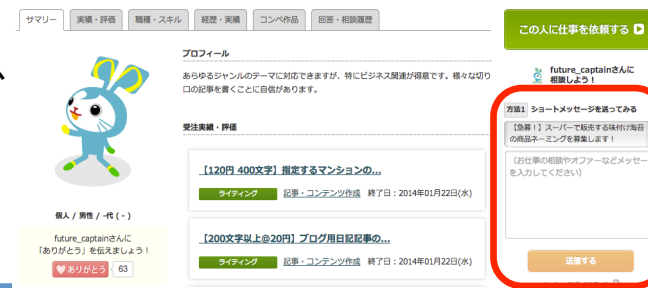 サマリー
実績・評価
職種・スキル
経歴・実績
コンペ作品
回答・相談履歴
プロフィール
あらゆるジャンルのテーマに対応できますが、特にビジネス関連が得意です。様々な切り
口の記事を書くことに自信があります。
受注実績・評価
【120円 400文字】指定するマンションの...
ライティング 記事・コンテンツ作成 終了日：2014年01月22日(水)
【200文字以上@20円】ブログ用日記記事の...
ライティング 記事・コンテンツ作成 終了日：2014年01月22日(水)
個人 / 男性 / -代 ( - )
future_captainさんに
「ありがとう」を伝えましょう！
ありがとう 63
この人に仕事を依頼する
future_captainさんに
相談しよう！
方法1 ショートメッセージを送ってみる
【急募！】スーパーで販売する味付け海苔
の商品ネーミングを募集します！
(お仕事の相談やオファーなどメッセー
を入力してください)
送信する